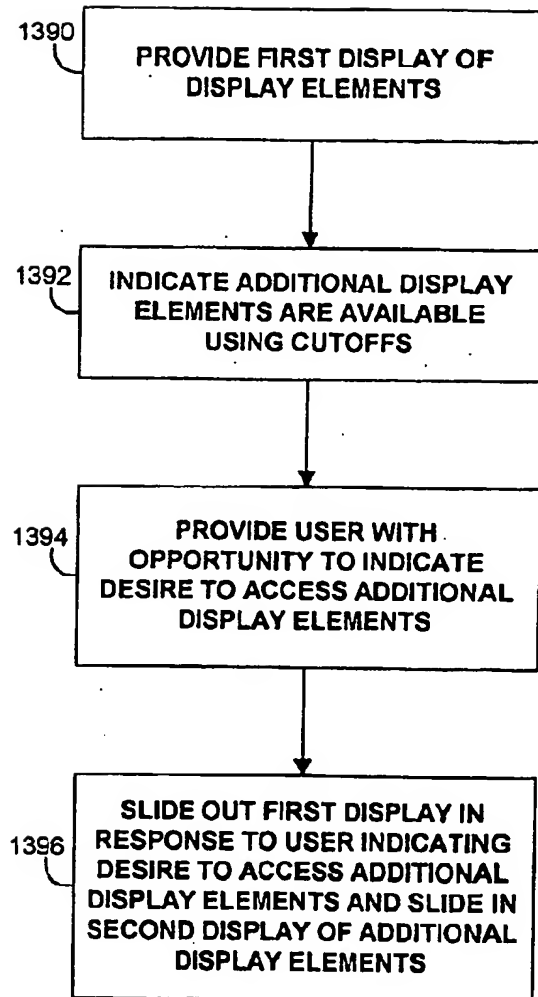 1390
PROVIDE FIRST DISPLAY OF
DISPLAY ELEMENTS
1392
INDICATE ADDITIONAL DISPLAY
ELEMENTS ARE AVAILABLE
USING CUTOFFS
1394
PROVIDE USER WITH
OPPORTUNITY TO INDICATE
DESIRE TO ACCESS ADDITIONAL
DISPLAY ELEMENTS
1396
SLIDE OUT FIRST DISPLAY IN
RESPONSE TO USER INDICATING
DESIRE TO ACCESS ADDITIONAL
DISPLAY ELEMENTS AND SLIDE IN
SECOND DISPLAY OF ADDITIONAL
DISPLAY ELEMENTS